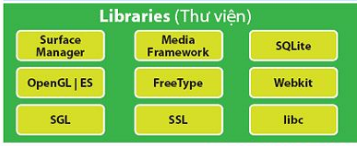 Libraries (Thư viện)
Surface Manager
Media Framework
SQLite
OpenGL | ES
FreeType
Webkit
SGL
SSL
libc